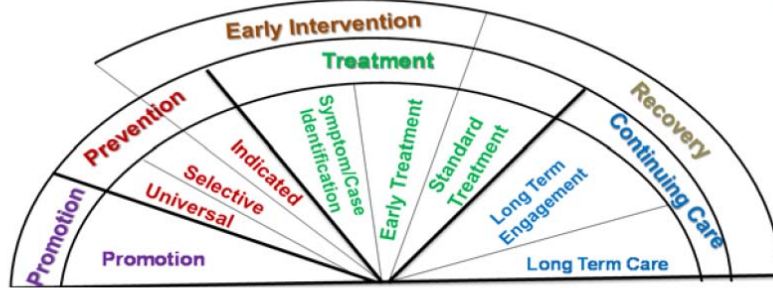 Early Intervention
Recovery
Promotion
Prevention
Treatment
Continuing Care
Promotion
Universal
Selective
Indicated
Symptom/Case
Identification
Early Treatment
Standard
Treatment
Long Term
Engagement
Long Term Care